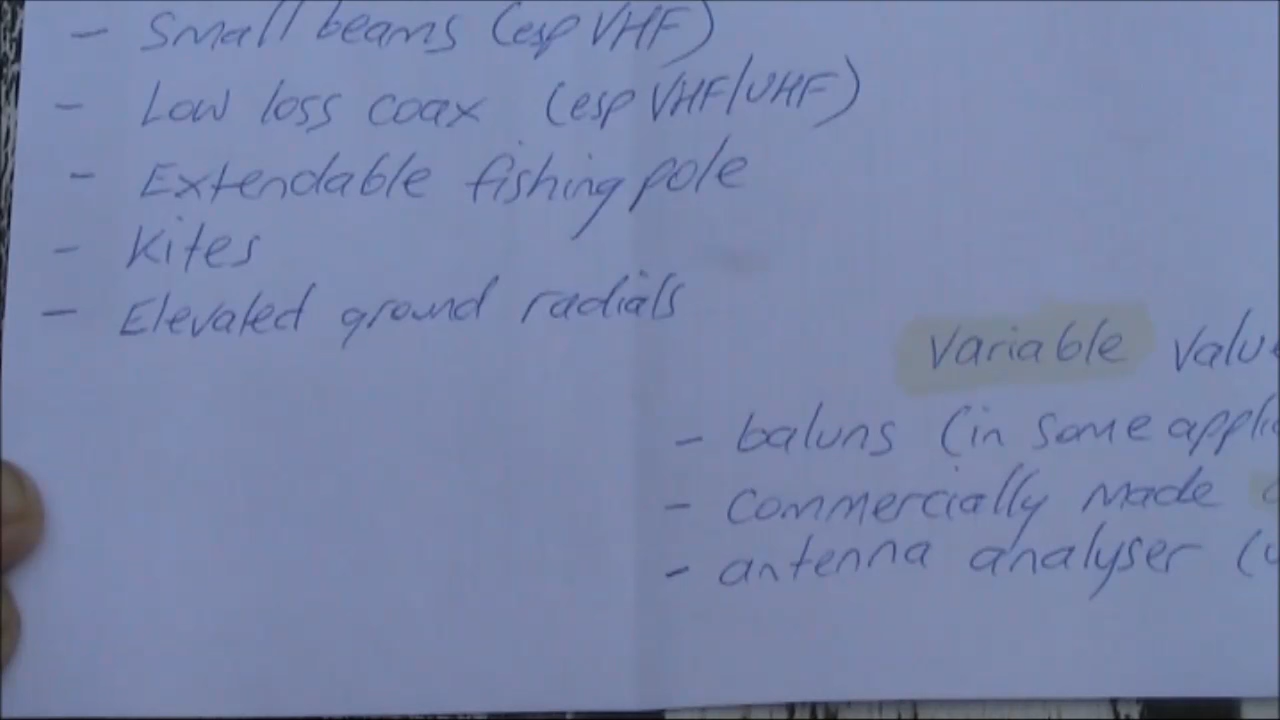 - Small beams (esp VHF)
- Low loss coax (esp VHF/UHF)
- Extendable fishing pole
- Kites
- Elevated ground radials
Variable
- baluns (in some
- commercially made
- antenna analyser